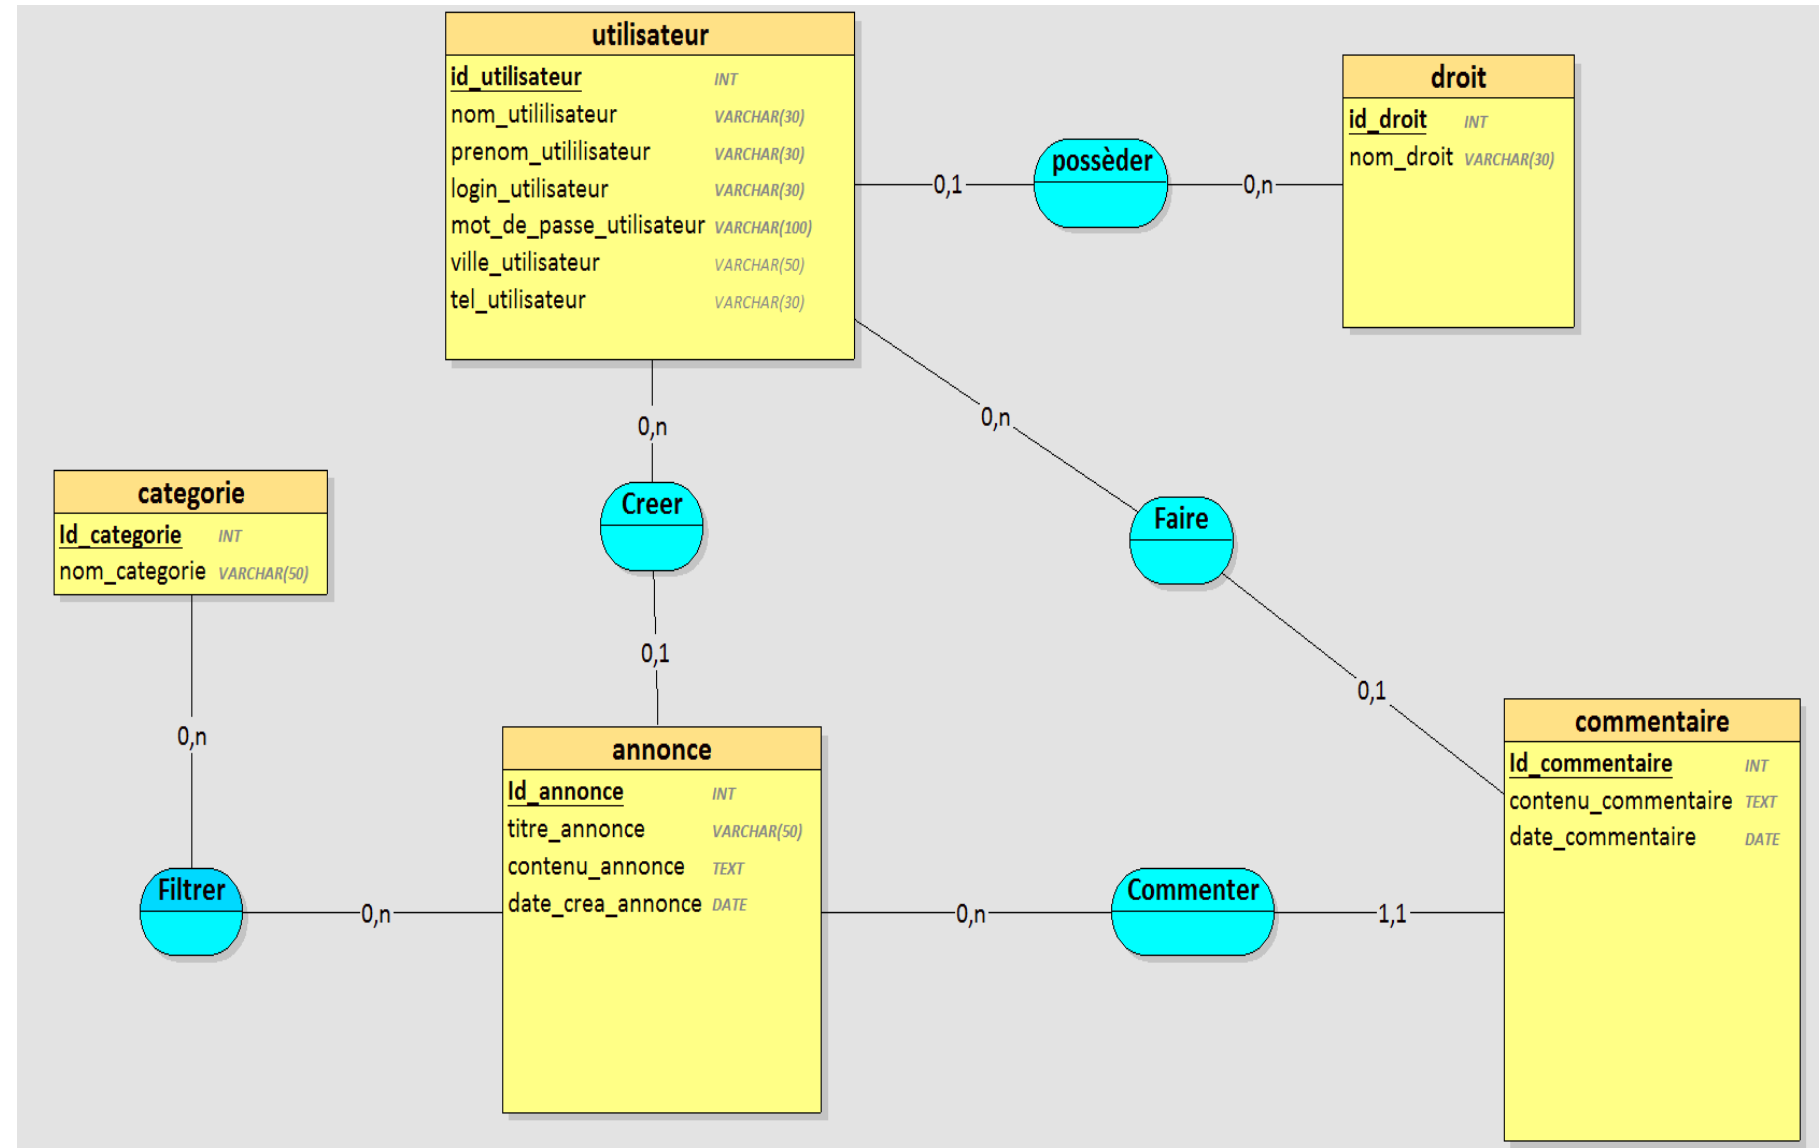 utilisateur
id_utilisateur INT
nom_utililisateur VARCHAR(30)
prenom_utililisateur VARCHAR(30)
login_utilisateur VARCHAR(30)
mot_de_passe_utilisateur VARCHAR(100)
ville_utilisateur VARCHAR(50)
tel_utilisateur VARCHAR(30)
0,1
possèder
0,n
droit
id_droit INT
nom_droit VARCHAR(30)
0,n
Creer
0,1
0,n
Faire
0,1
categorie
Id_categorie INT
nom_categorie VARCHAR(50)
0,n
Filtrer
0,n
annonce
Id_annonce INT
titre_annonce VARCHAR(50)
contenu_annonce TEXT
date_crea_annonce DATE
0,n
Commenter
1,1
commentaire
Id_commentaire INT
contenu_commentaire TEXT
date_commentaire DATE